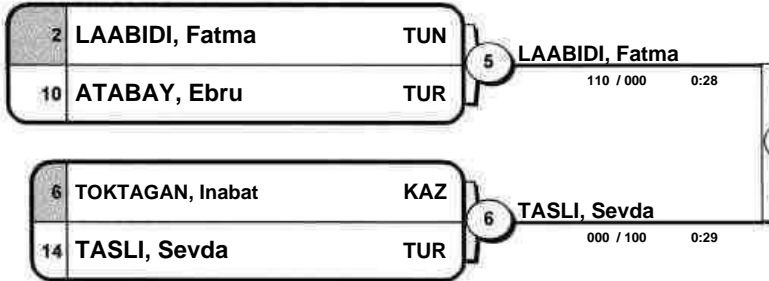 2 LAABIDI, Fatma TUN
5 LAABIDI, Fatma
110 / 000 0:28
10 ATABAY, Ebru TUR
6 TOKTAGAN, Inabat KAZ
6 TASLI, Sevda
000 / 100 0:29
14 TASLI, Sevda TUR